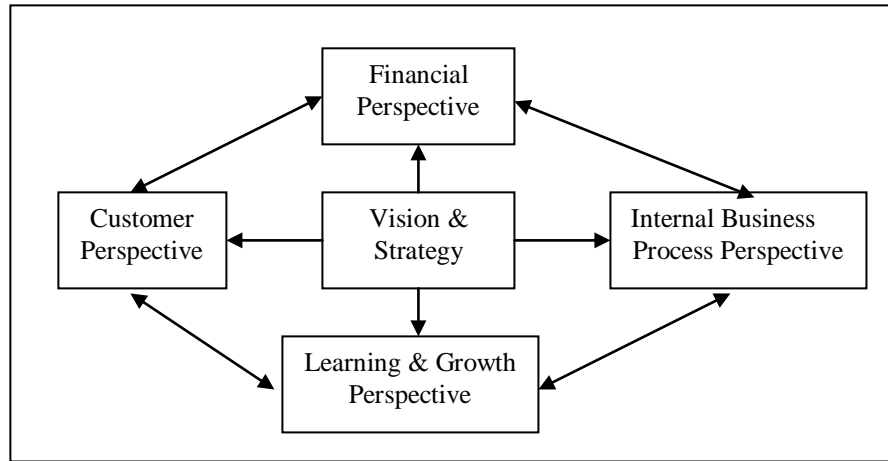 Financial
Perspective
Customer
Perspective
Vision &
Strategy
Internal Business
Process Perspective
Learning & Growth
Perspective